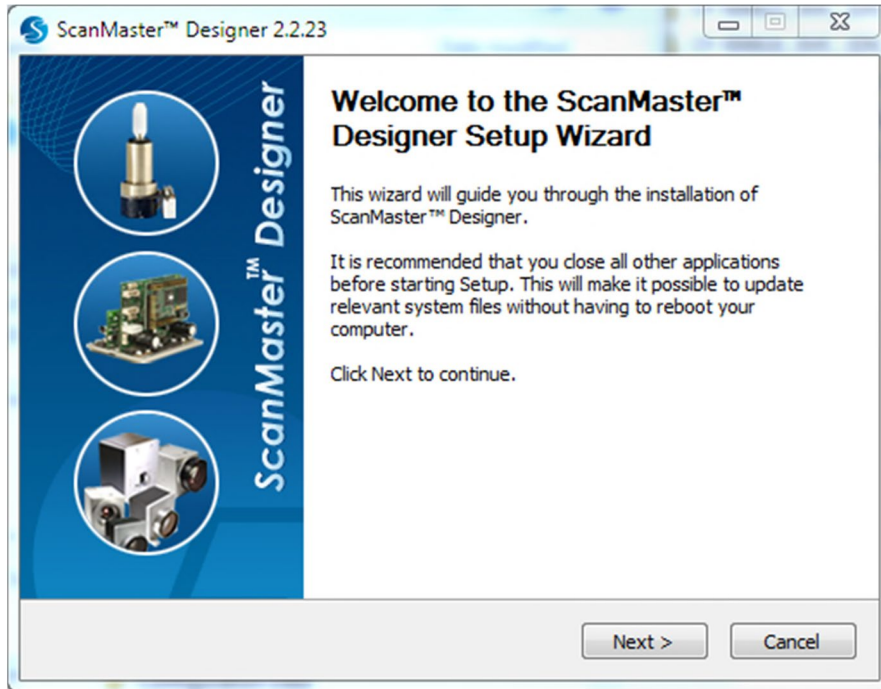 ScanMaster™ Designer 2.2.23
ScanMaster™ Designer
Welcome to the ScanMaster™
Designer Setup Wizard
This wizard will guide you through the installation of
ScanMaster™ Designer.
It is recommended that you close all other applications
before starting Setup. This will make it possible to update
relevant system files without having to reboot your
computer.
Click Next to continue.
Next >
Cancel